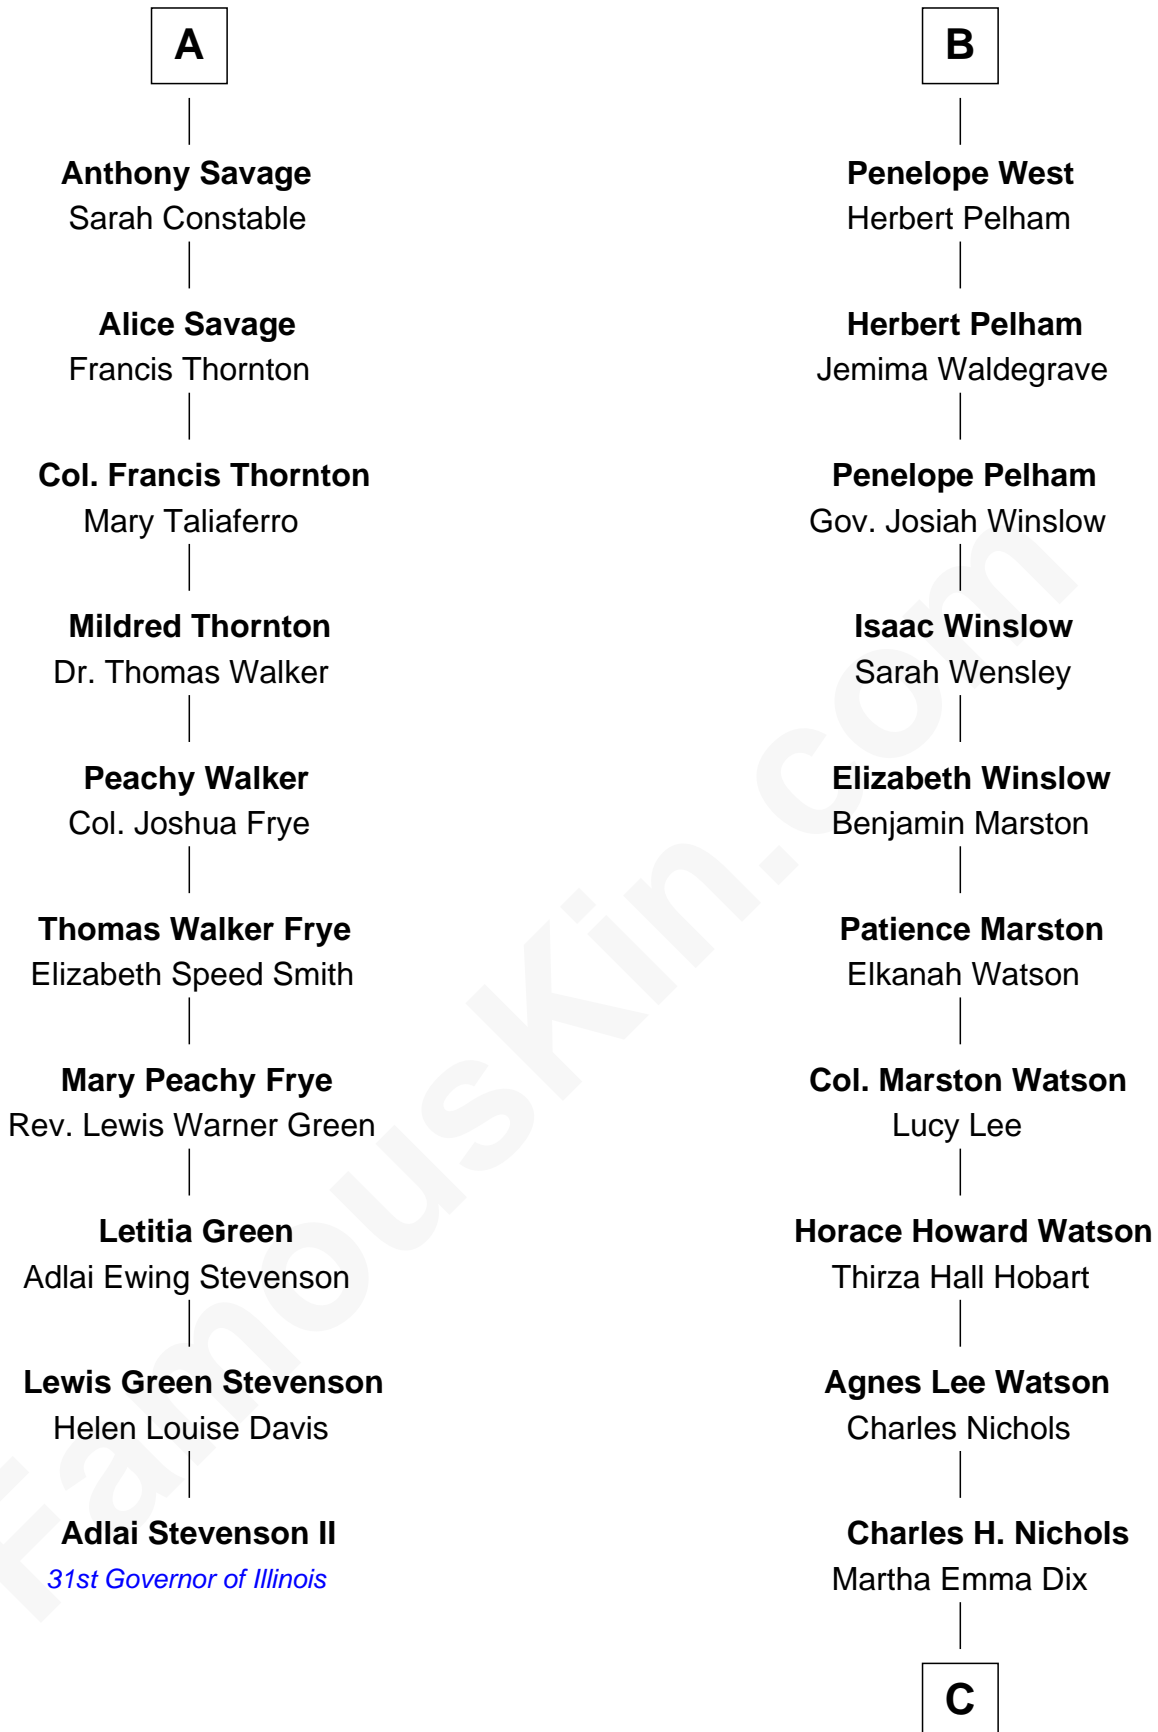 A
Anthony Savage
Sarah Constable
Alice Savage
Francis Thornton
Col. Francis Thornton
Mary Taliaferro
Mildred Thornton
Dr. Thomas Walker
Peachy Walker
Col. Joshua Frye
Thomas Walker Frye
Elizabeth Speed Smith
Mary Peachy Frye
Rev. Lewis Warner Green
Letitia Green
Adlai Ewing Stevenson
Lewis Green Stevenson
Helen Louise Davis
Adlai Stevenson II
31st Governor of Illinois
B
Penelope West
Herbert Pelham
Herbert Pelham
Jemima Waldegrave
Penelope Pelham
Gov. Josiah Winslow
Isaac Winslow
Sarah Wensley
Elizabeth Winslow
Benjamin Marston
Patience Marston
Elkanah Watson
Col. Marston Watson
Lucy Lee
Horace Howard Watson
Thirza Hall Hobart
Agnes Lee Watson
Charles Nichols
Charles H. Nichols
Martha Emma Dix
C
FamousKin.com